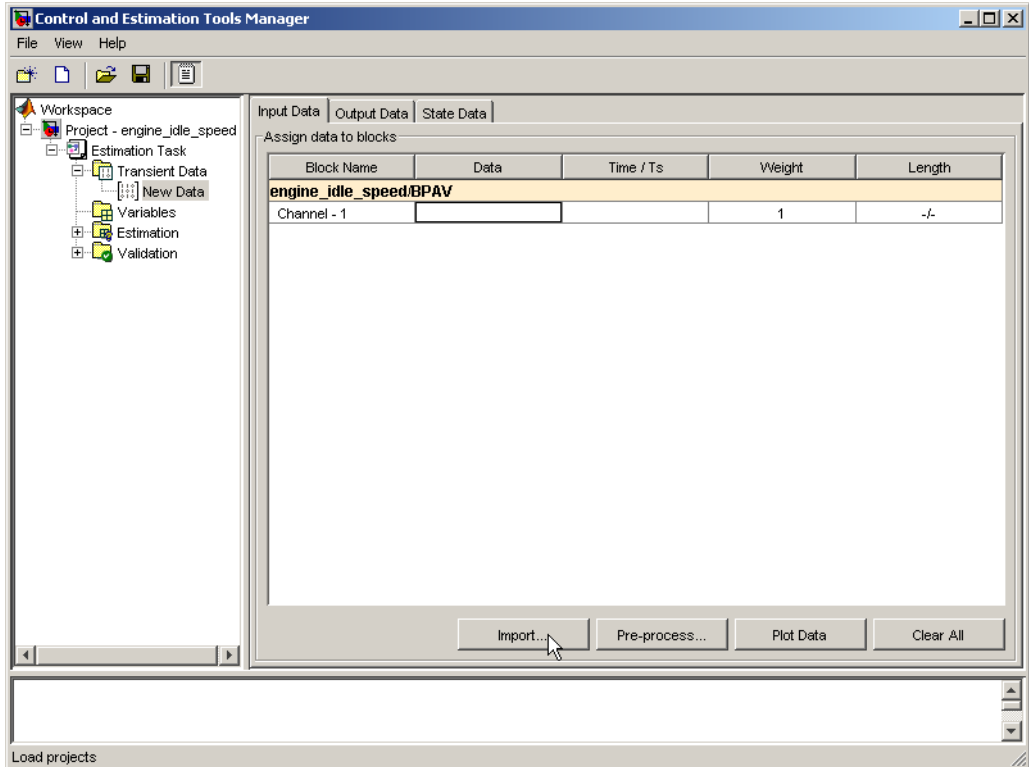 Control and Estimation Tools Manager
File View Help
Workspace
Project - engine_idle_speed
Estimation Task
Transient Data
New Data
Variables
Estimation
Validation
Input Data Output Data State Data
Assign data to blocks
Block Name Data Time / Ts Weight Length
engine_idle_speed/BPAV
Channel - 1 1 -/-
Import... Pre-process... Plot Data Clear All
Load projects